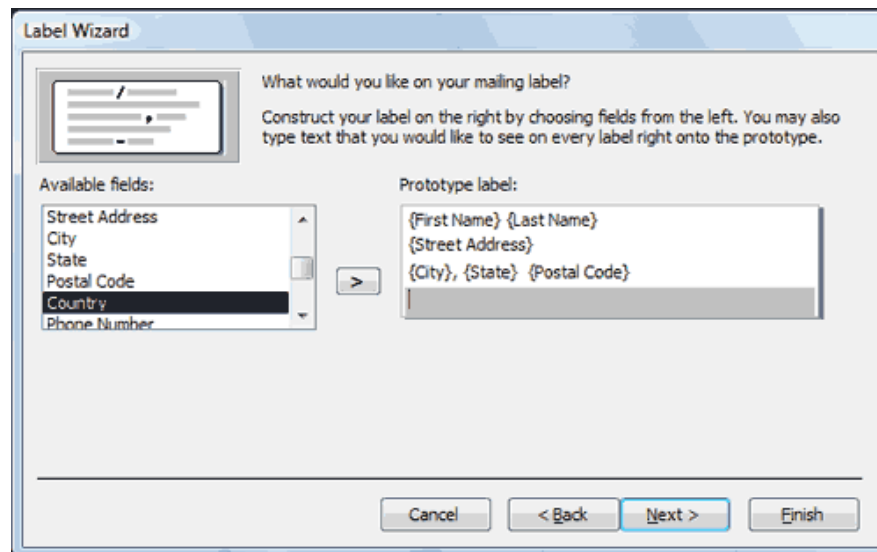 Label Wizard
What would you like on your mailing label?
Construct your label on the right by choosing fields from the left. You may also
type text that you would like to see on every label right onto the prototype.
Available fields:
Street Address
City
State
Postal Code
Country
Phone Number
>
Prototype label:
{First Name} {Last Name}
{Street Address}
{City}, {State}  {Postal Code}
Cancel
< Back
Next >
Finish